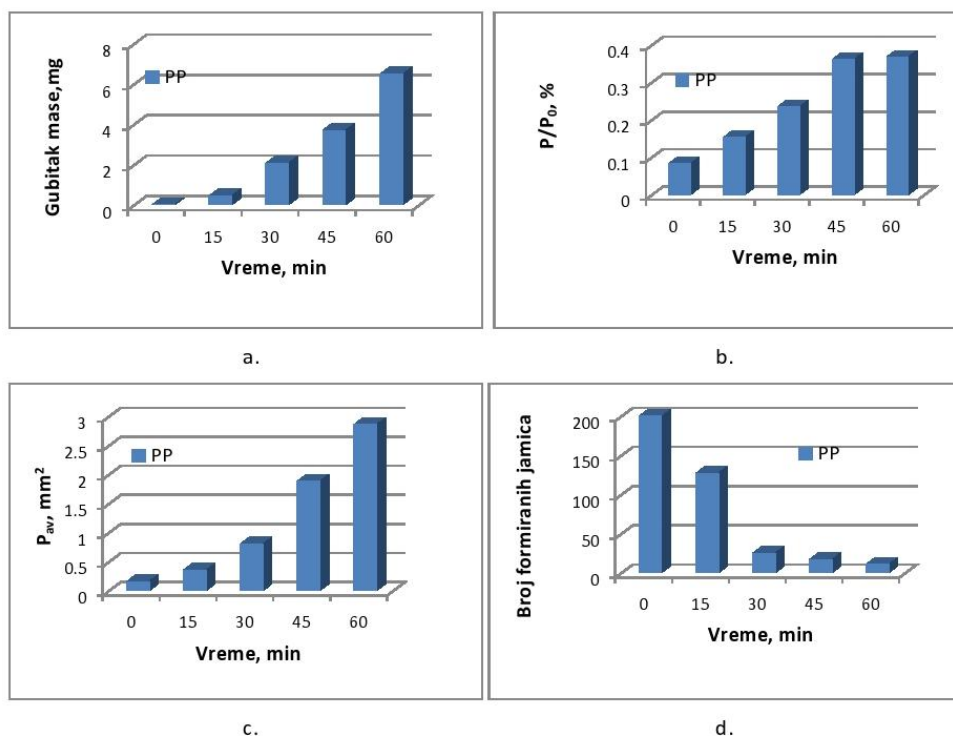 Gubitak mase,mg
8
6
4
2
0
PP
0 15 30 45 60
Vreme, min
a.
P/P₀, %
0.4
0.3
0.2
0.1
0
PP
0 15 30 45 60
Vreme, min
b.
Pₐᵥ, mm²
3
2.5
2
1.5
1
0.5
0
PP
0 15 30 45 60
Vreme, min
c.
Broj formiranih jamica
200
150
100
50
0
PP
0 15 30 45 60
Vreme, min
d.